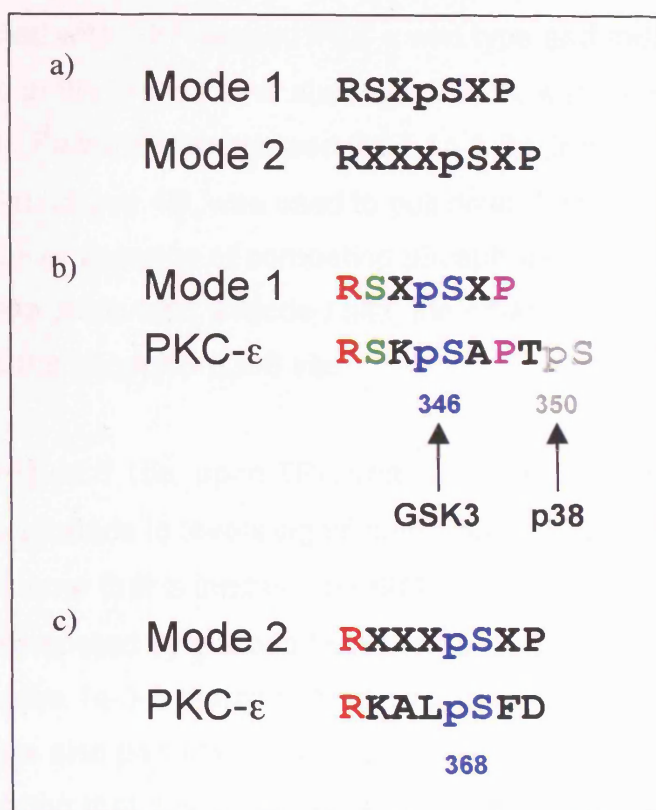 a)
Mode 1 RSXpSXP
Mode 2 RXXXpSXP
b)
Mode 1 RSXpSXP
PKC-ε RSKpSAPTpS
346 350
GSK3 p38
c)
Mode 2 RXXXpSXP
PKC-ε RKALpSFD
368